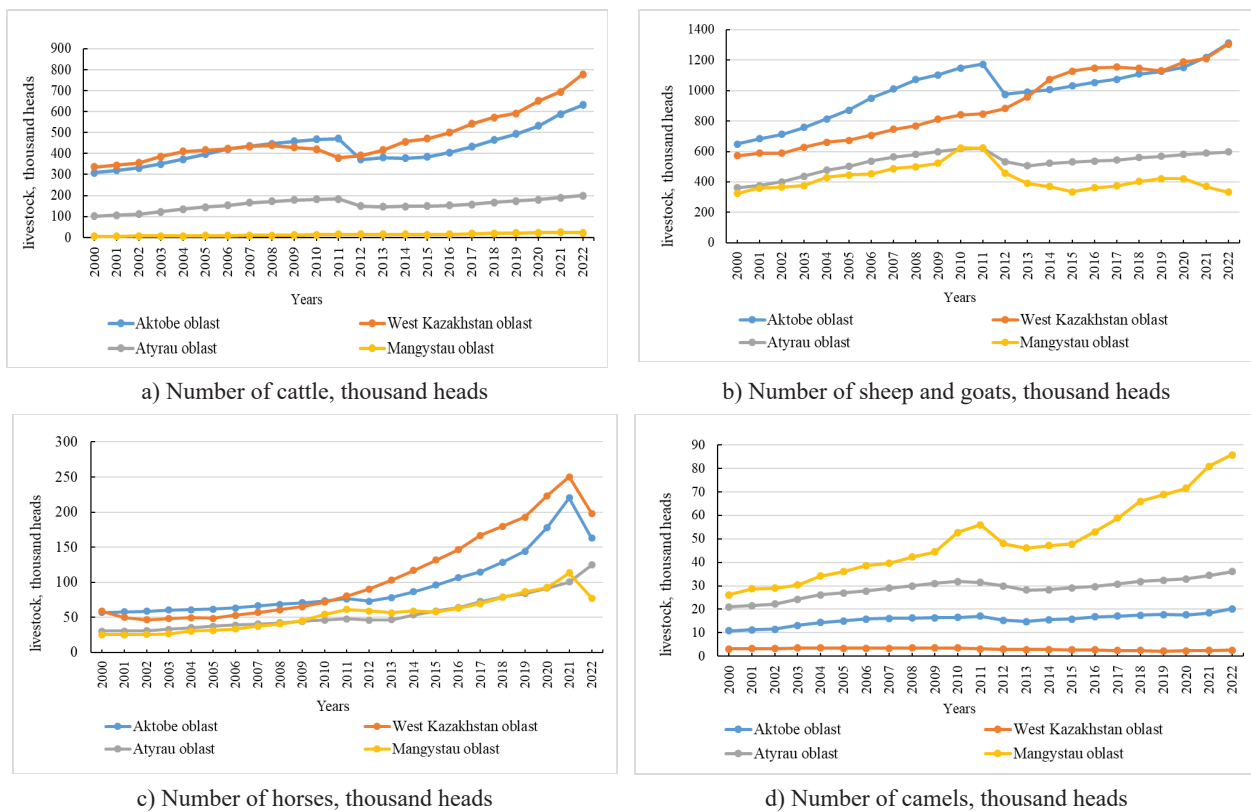 livestock, thousand heads
900
800
700
600
500
400
300
200
100
0
2000 2001 2002 2003 2004 2005 2006 2007 2008 2009 2010 2011 2012 2013 2014 2015 2016 2017 2018 2019 2020 2021 2022
Years
Aktobe oblast West Kazakhstan oblast
Atyrau oblast Mangystau oblast
a) Number of cattle, thousand heads
livestock, thousand heads
1400
1200
1000
800
600
400
200
0
2000 2001 2002 2003 2004 2005 2006 2007 2008 2009 2010 2011 2012 2013 2014 2015 2016 2017 2018 2019 2020 2021 2022
Years
Aktobe oblast West Kazakhstan oblast
Atyrau oblast Mangystau oblast
b) Number of sheep and goats, thousand heads
livestock, thousand heads
300
250
200
150
100
50
0
2000 2001 2002 2003 2004 2005 2006 2007 2008 2009 2010 2011 2012 2013 2014 2015 2016 2017 2018 2019 2020 2021 2022
Years
Aktobe oblast West Kazakhstan oblast
Atyrau oblast Mangystau oblast
c) Number of horses, thousand heads
livestock, thousand heads
90
80
70
60
50
40
30
20
10
0
2000 2001 2002 2003 2004 2005 2006 2007 2008 2009 2010 2011 2012 2013 2014 2015 2016 2017 2018 2019 2020 2021 2022
Years
Aktobe oblast West Kazakhstan oblast
Atyrau oblast Mangystau oblast
d) Number of camels, thousand heads